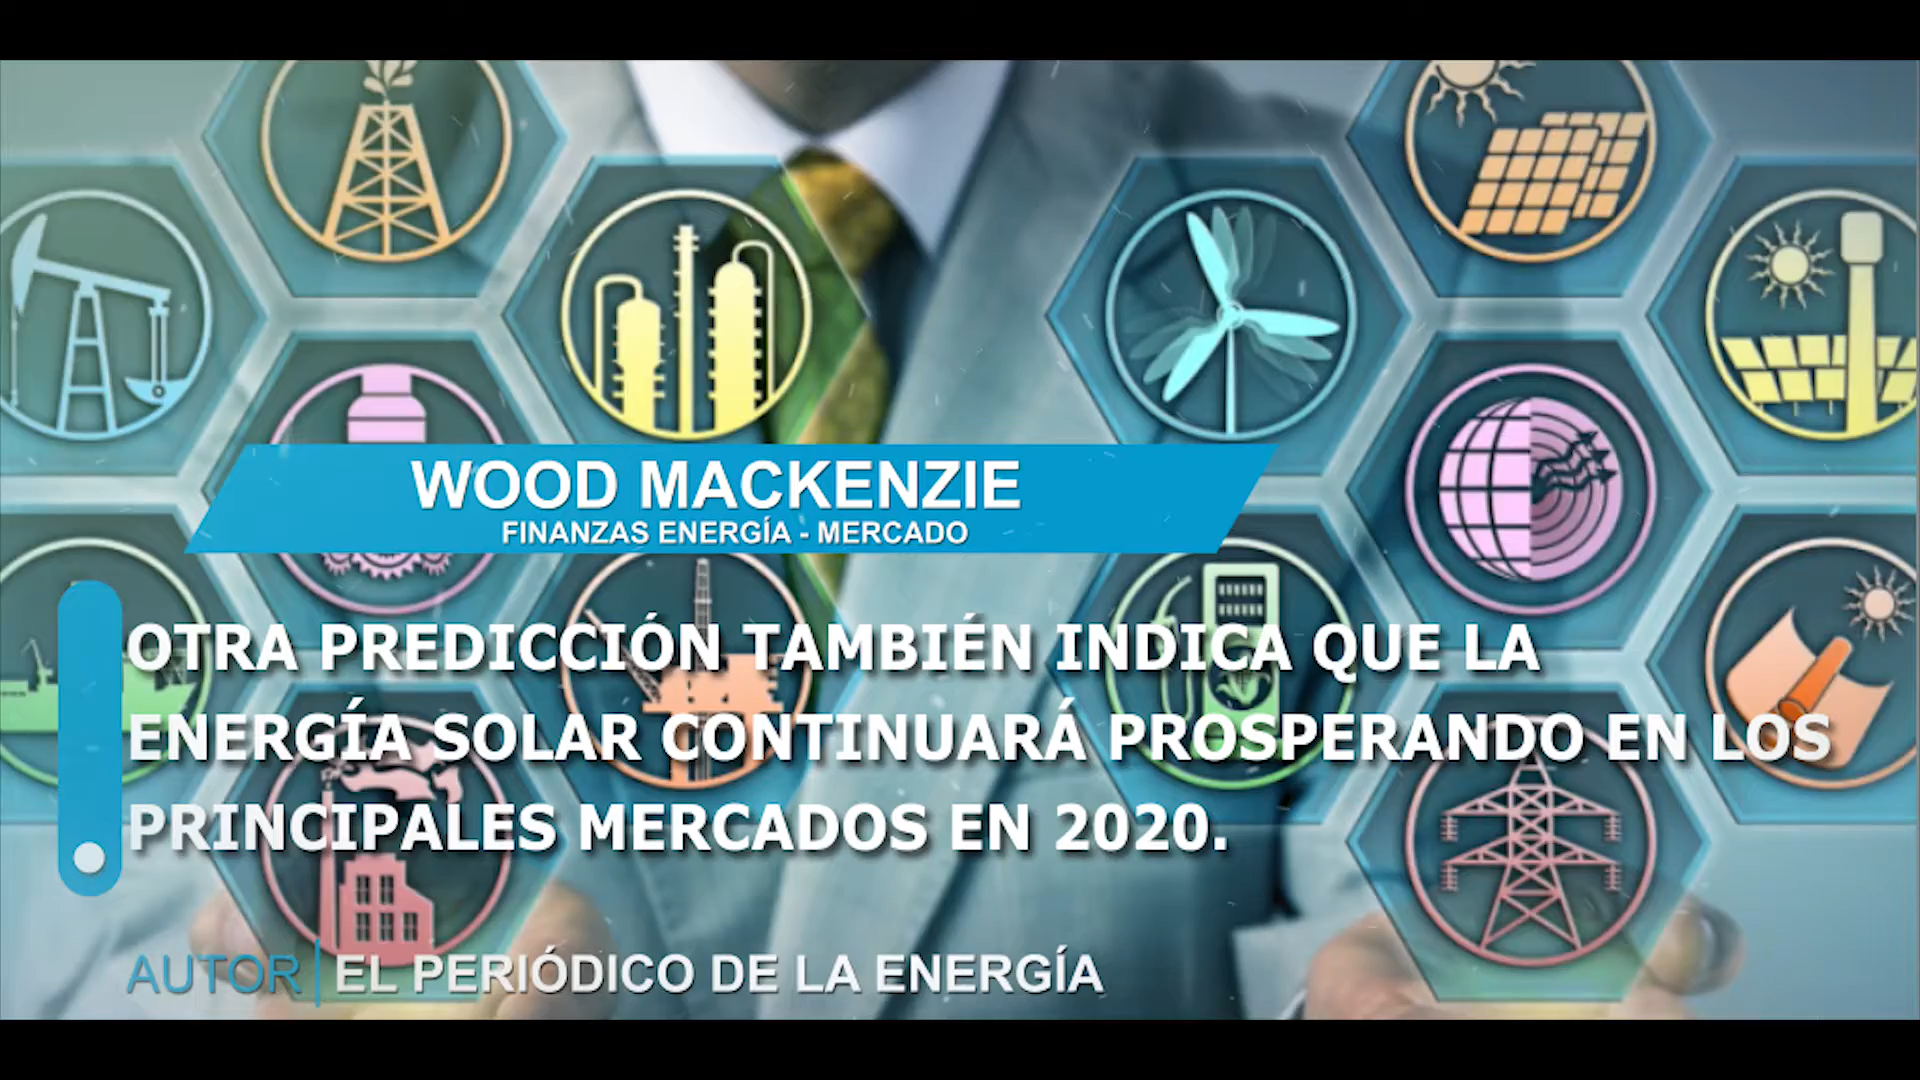 WOOD MACKENZIE
FINANZAS ENERGÍA - MERCADO
OTRA PREDICCIÓN TAMBIÉN INDICA QUE LA
ENERGÍA SOLAR CONTINUARÁ PROSPERANDO EN LOS
PRINCIPALES MERCADOS EN 2020.
AUTOR | EL PERIÓDICO DE LA ENERGÍA